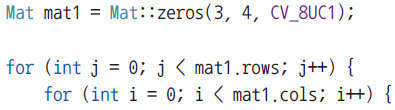 Mat mat1 = Mat::zeros(3, 4, CV_8UC1);
for (int j = 0; j < mat1.rows; j++) {
for (int i = 0; i < mat1.cols; i++) {